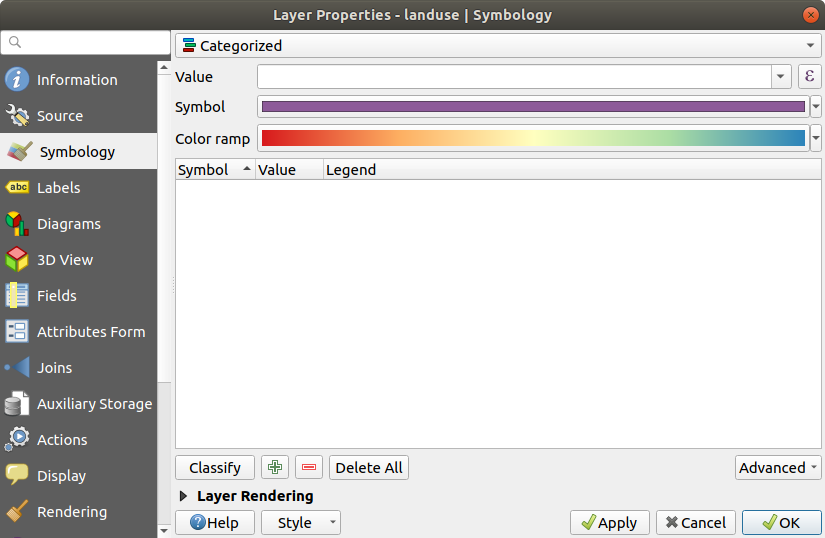 Layer Properties - landuse | Symbology
Categorized
Information
Value
ε
Source
Symbol
Symbology
Color ramp
Symbol Value Legend
abc Labels
Diagrams
3D View
Fields
Attributes Form
Joins
Auxiliary Storage
Actions
Display
Rendering
Classify Delete All Advanced
Layer Rendering
Help Style Apply Cancel OK